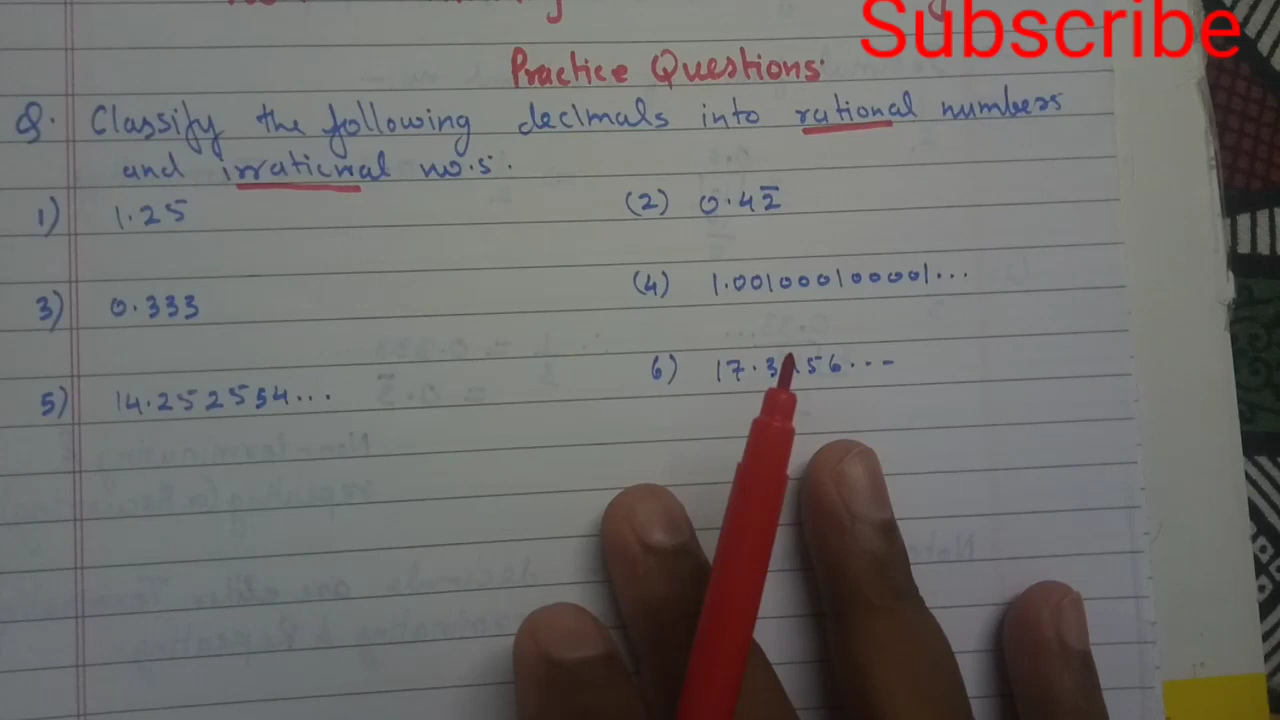 Subscribe
Practice Questions.
Q. Classify the following decimals into rational numbers
and irrational no.s.
1) 1.25 (2) 0.42̅
3) 0.333 (4) 1.001000100001...
5) 14.252554... 6) 17.3 56...